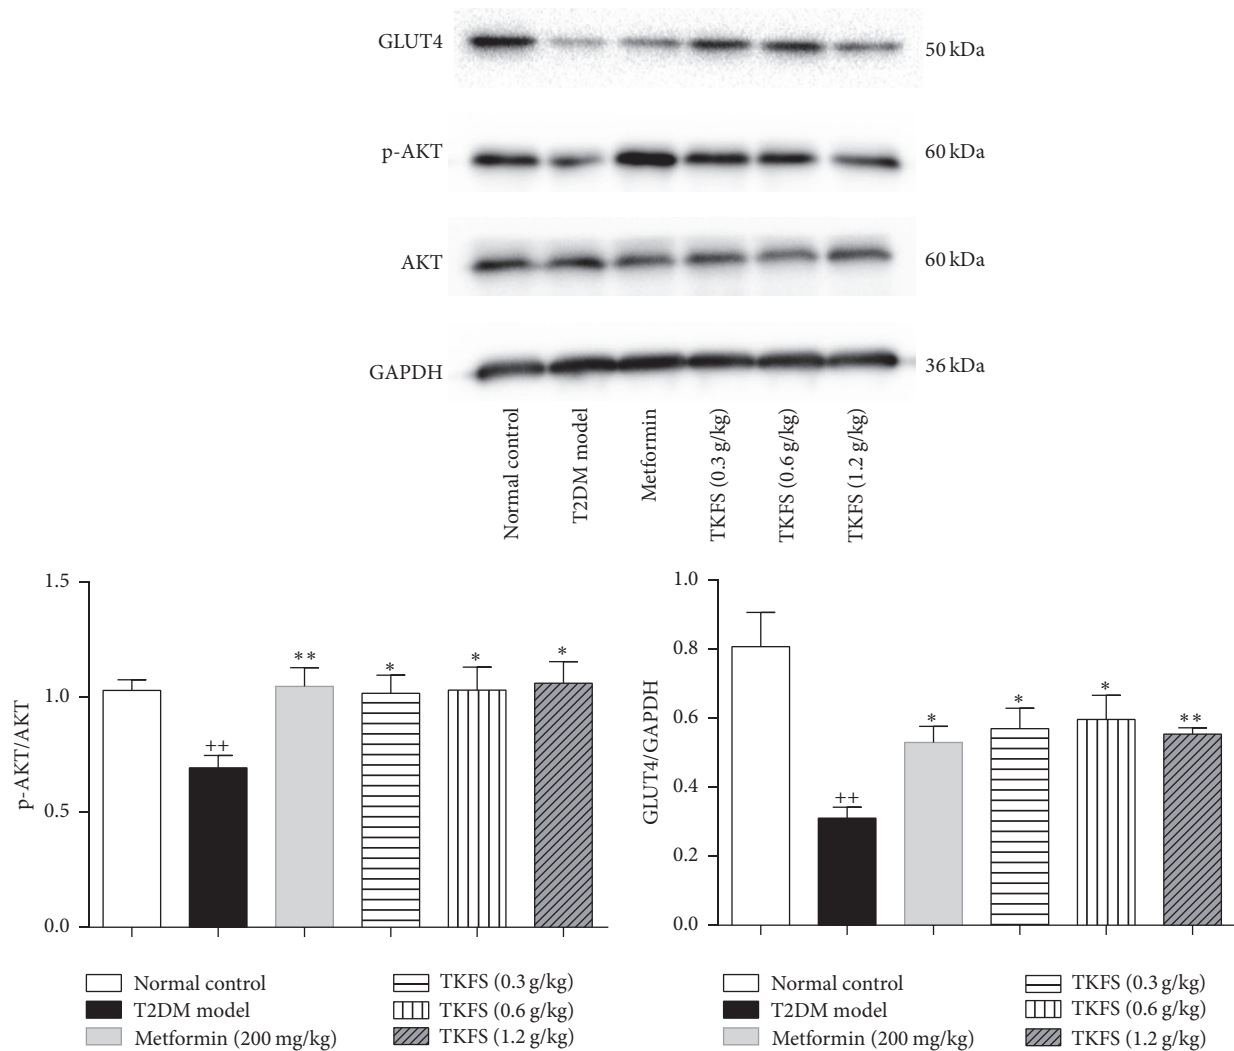 GLUT4
50 kDa
p-AKT
60 kDa
AKT
60 kDa
GAPDH
36 kDa
Normal control
T2DM model
Metformin
TKFS (0.3 g/kg)
TKFS (0.6 g/kg)
TKFS (1.2 g/kg)
p-AKT/AKT
1.5
1.0
0.5
0.0
++
**
*
*
*
Normal control
T2DM model
Metformin (200 mg/kg)
TKFS (0.3 g/kg)
TKFS (0.6 g/kg)
TKFS (1.2 g/kg)
GLUT4/GAPDH
1.0
0.8
0.6
0.4
0.2
0.0
++
*
*
*
**
Normal control
T2DM model
Metformin (200 mg/kg)
TKFS (0.3 g/kg)
TKFS (0.6 g/kg)
TKFS (1.2 g/kg)